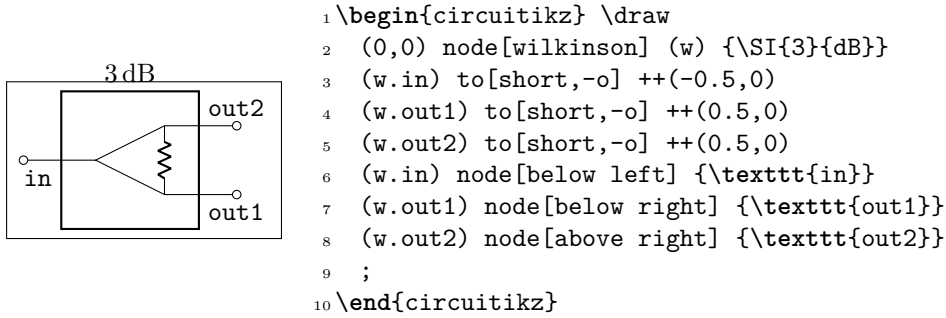 3 dB
out2
in
out1
1 \begin{circuitikz} \draw
2   (0,0) node[wilkinson] (w) {\SI{3}{dB}}
3   (w.in) to[short,-o] ++(-0.5,0)
4   (w.out1) to[short,-o] ++(0.5,0)
5   (w.out2) to[short,-o] ++(0.5,0)
6   (w.in) node[below left] {\texttt{in}}
7   (w.out1) node[below right] {\texttt{out1}}
8   (w.out2) node[above right] {\texttt{out2}}
9   ;
10 \end{circuitikz}